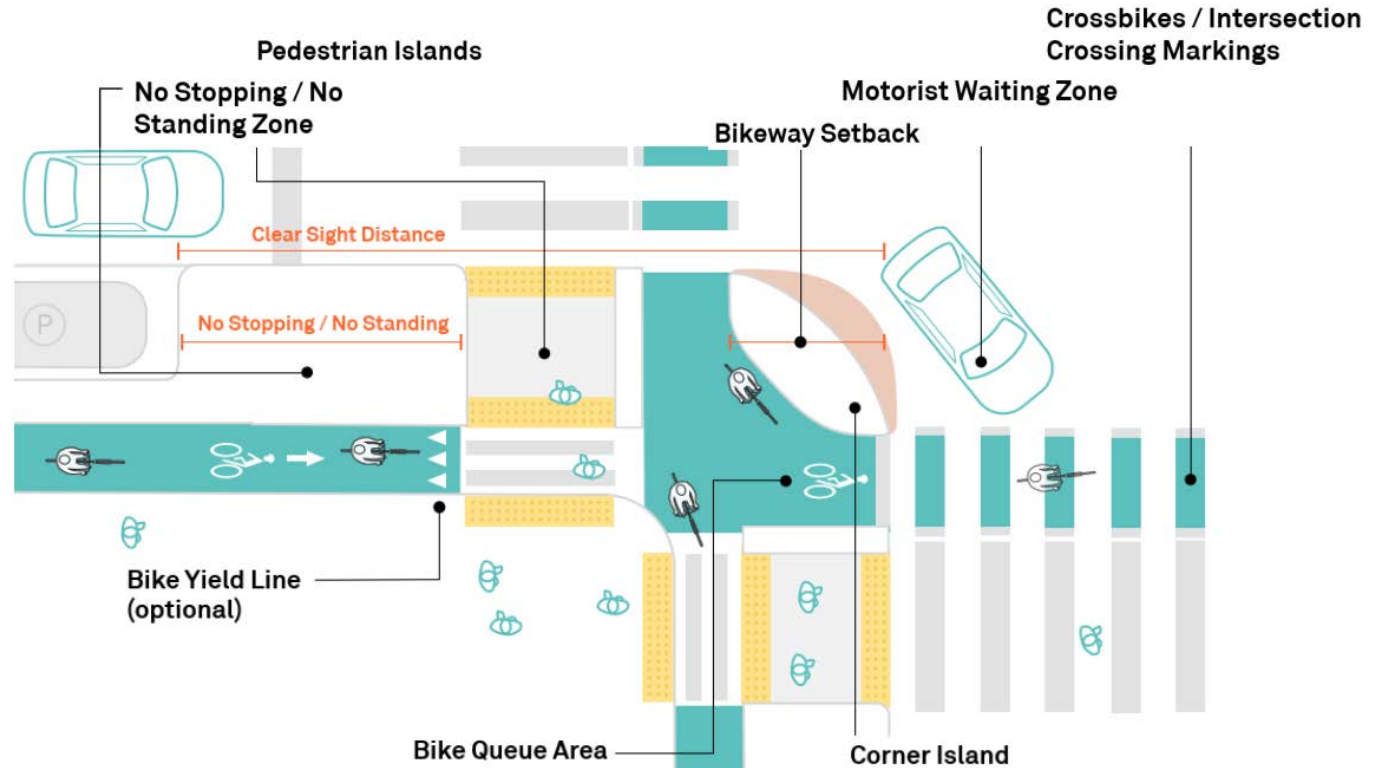 Crossbikes / Intersection
Crossing Markings
Pedestrian Islands
No Stopping / No
Standing Zone
Motorist Waiting Zone
Bikeway Setback
Clear Sight Distance
No Stopping / No Standing
P
Bike Yield Line
(optional)
Bike Queue Area
Corner Island